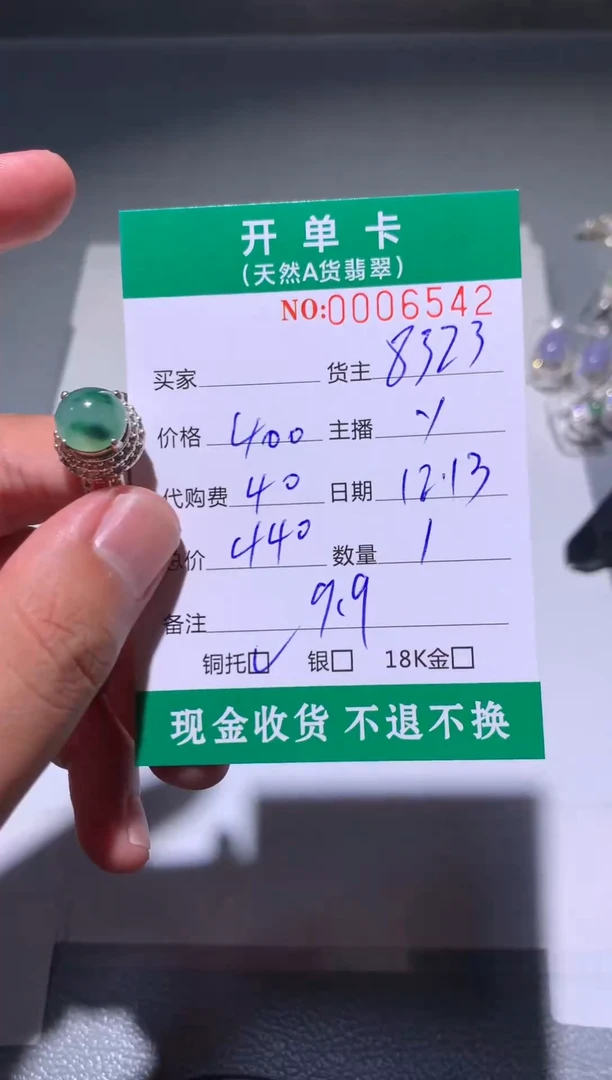 开单卡
(天然A货翡翠)
NO:0006542
买家 货主 8323
价格 400 主播 y
代购费 40 日期 12.13
总价 440 数量 1
备注 9.9
铜托☑ 银□ 18K金□
现金收货 不退不换